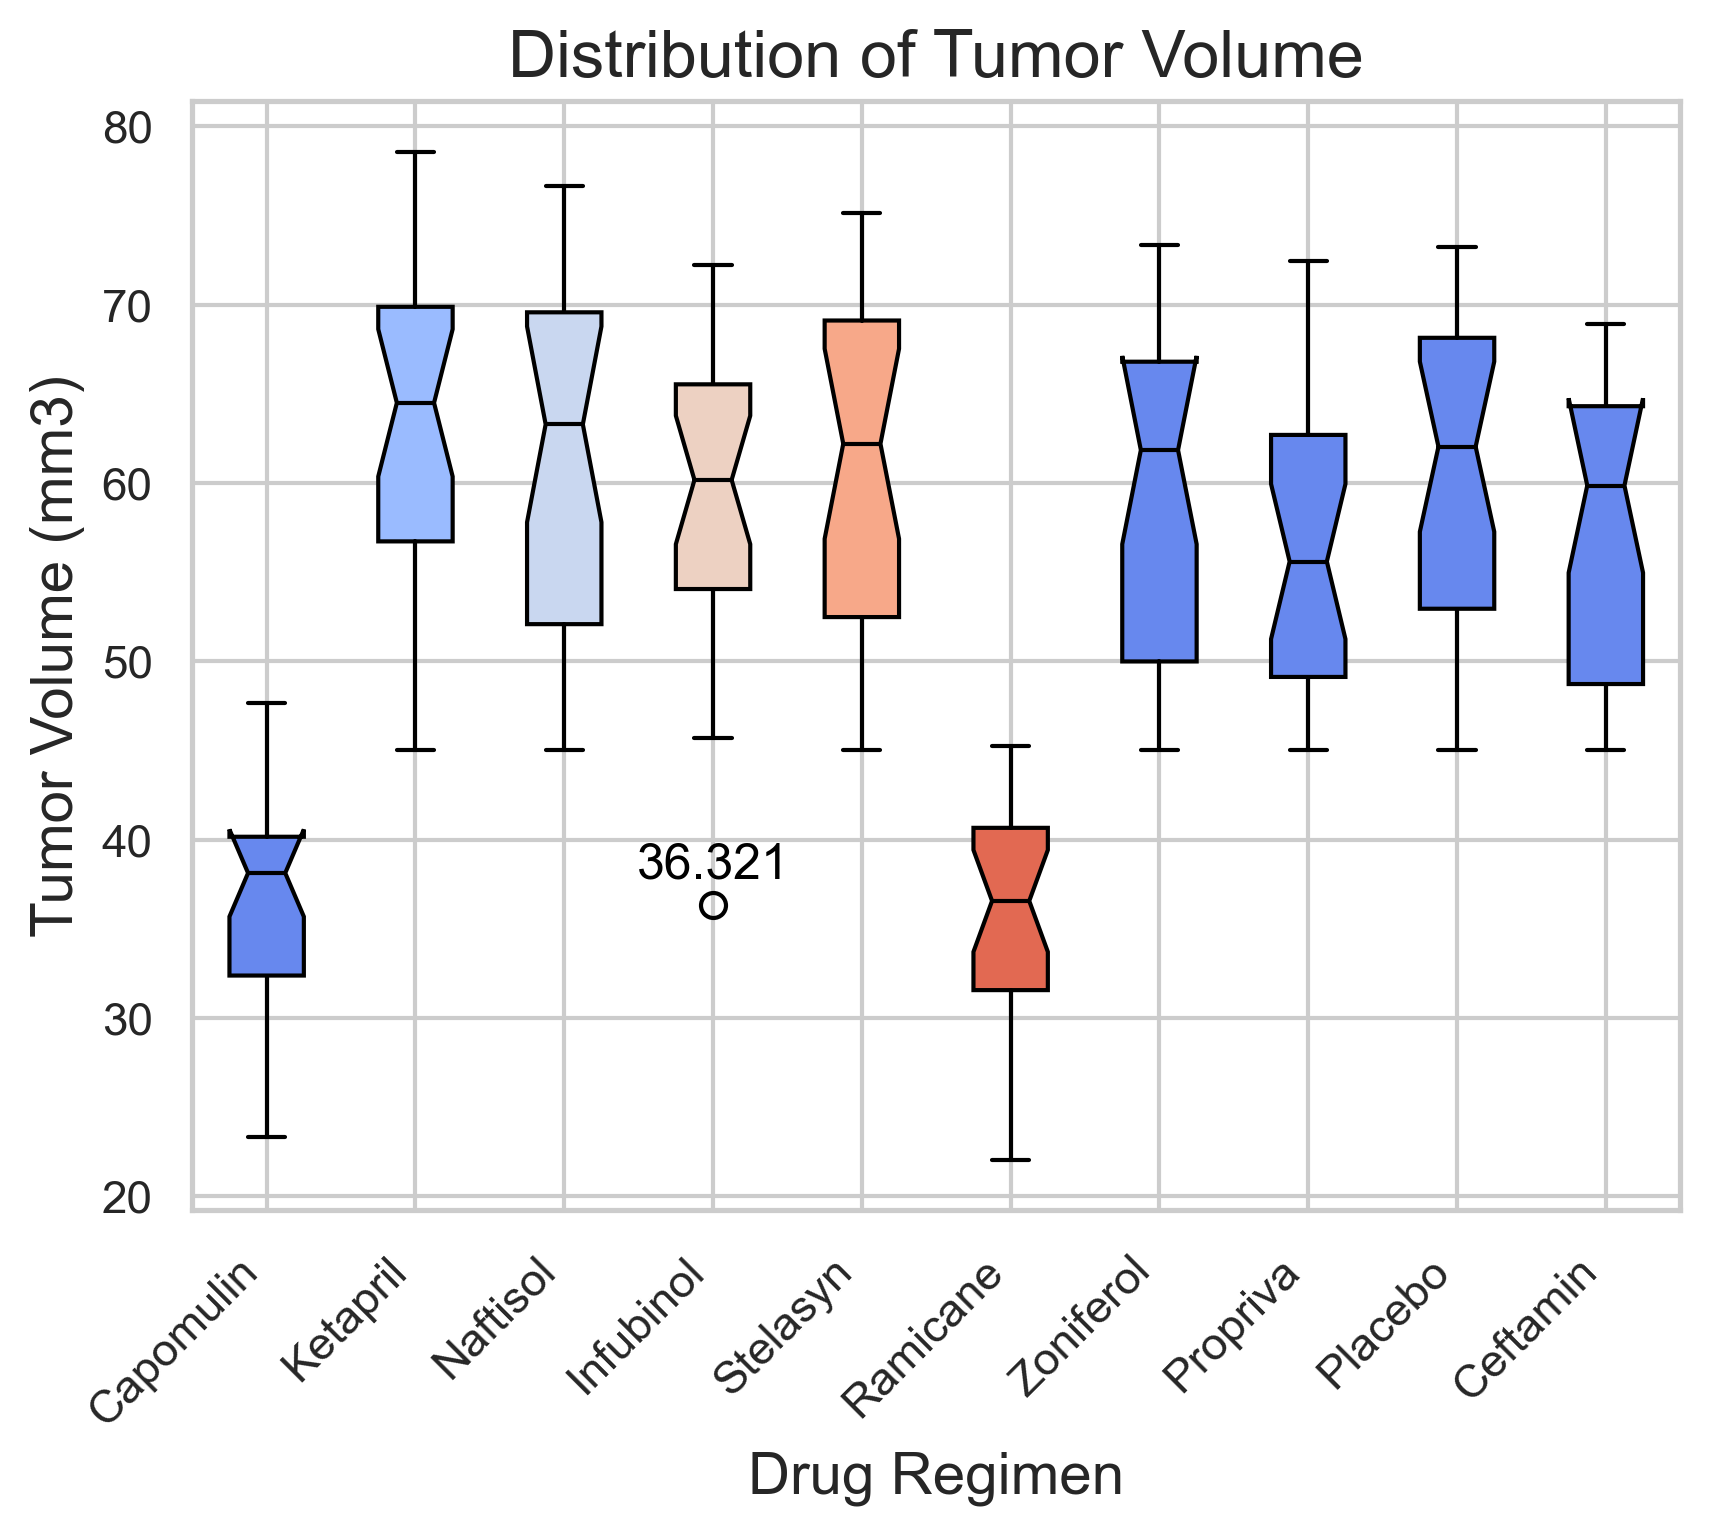 Distribution of Tumor Volume
80
70
60
50
40
30
20
Tumor Volume (mm3)
36.321
Capomulin
Ketapril
Naftisol
Infubinol
Stelasyn
Ramicane
Zoniferol
Propriva
Placebo
Ceftamin
Drug Regimen